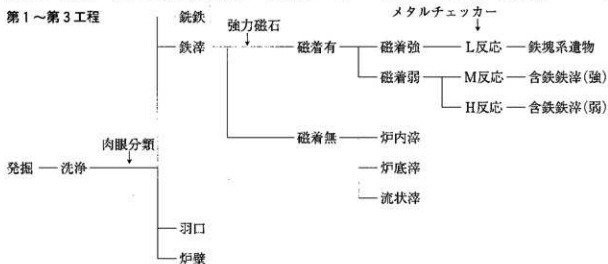 メタルチェッカー
第1～第3工程
銑鉄
強力磁石
鉄滓 磁着有 磁着強 L反応 鉄塊系遺物
磁着弱 M反応 含鉄鉄滓(強)
H反応 含鉄鉄滓(弱)
肉眼分類
磁着無 炉内滓
発掘 洗浄 炉底滓
流状滓
羽口
炉壁